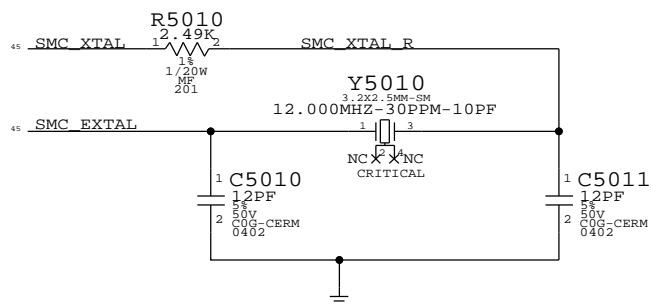 R5010
2.49K
45 SMC_XTAL 1 2 SMC_XTAL_R
1%
1/20W
MF
201
Y5010
3.2X2.5MM-SM
12.000MHZ-30PPM-10PF
45 SMC_EXTAL 1 3
NC 2 4 NC
CRITICAL
1 C5010
12PF
5%
2 50V
C0G-CERM
0402
1 C5011
12PF
5%
2 50V
C0G-CERM
0402